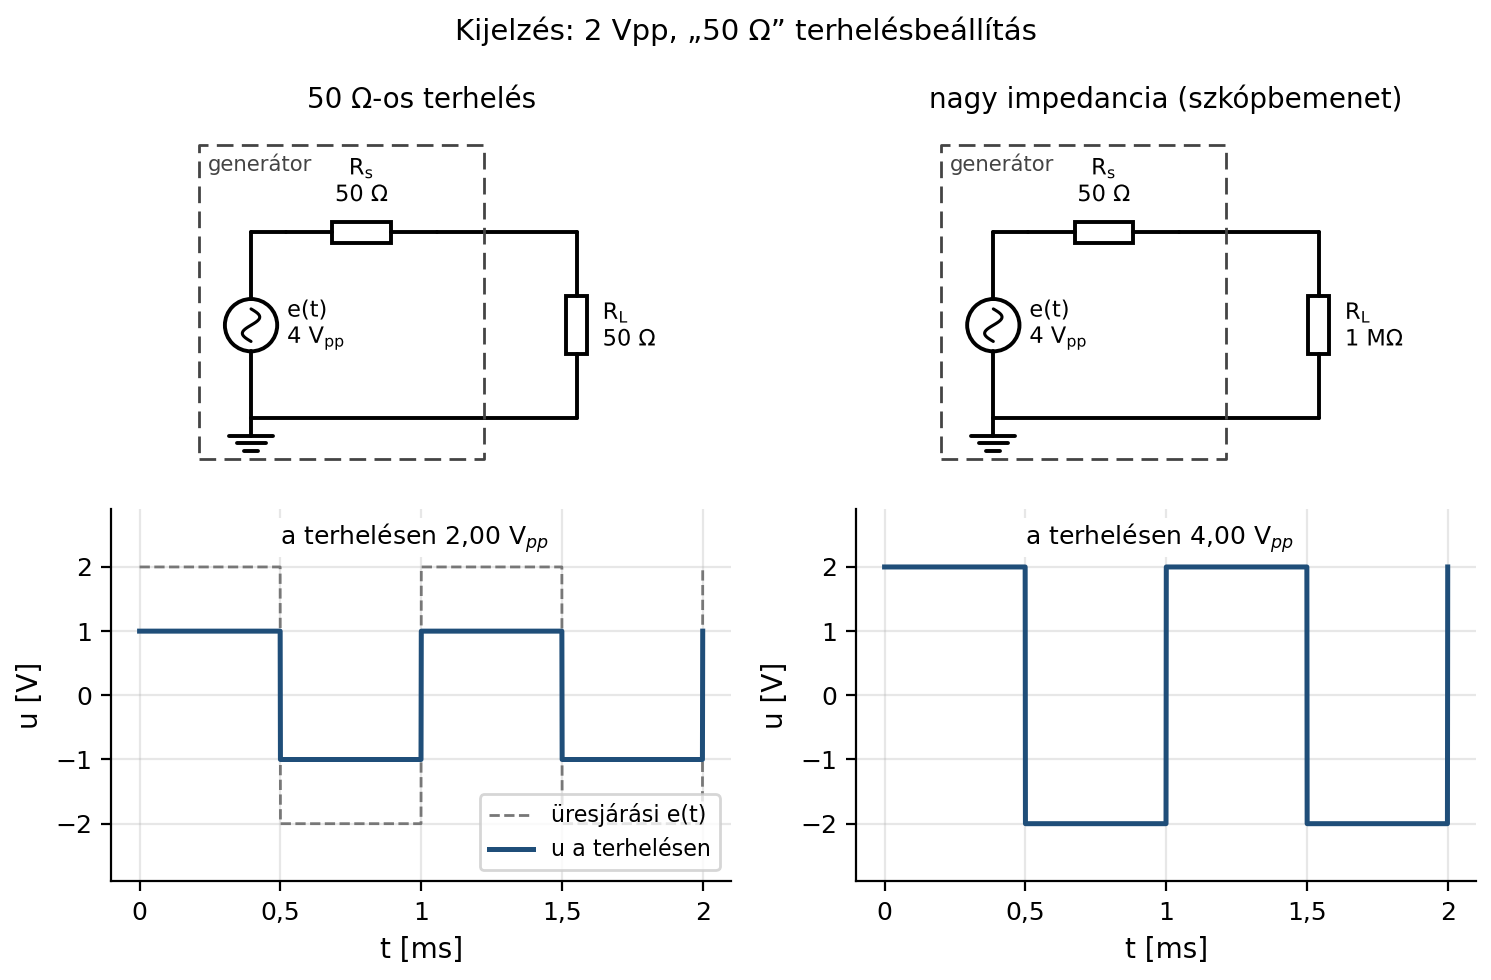 Kijelzés: 2 Vpp, „50 Ω” terhelésbeállítás
50 Ω-os terhelés
generátor
Rs
50 Ω
e(t)
4 Vpp
RL
50 Ω
nagy impedancia (szkópbemenet)
generátor
Rs
50 Ω
e(t)
4 Vpp
RL
1 MΩ
a terhelésen 2,00 Vpp
u [V]
2
1
0
−1
−2
üresjárási e(t)
u a terhelésen
0 0,5 1 1,5 2
t [ms]
a terhelésen 4,00 Vpp
u [V]
2
1
0
−1
−2
0 0,5 1 1,5 2
t [ms]